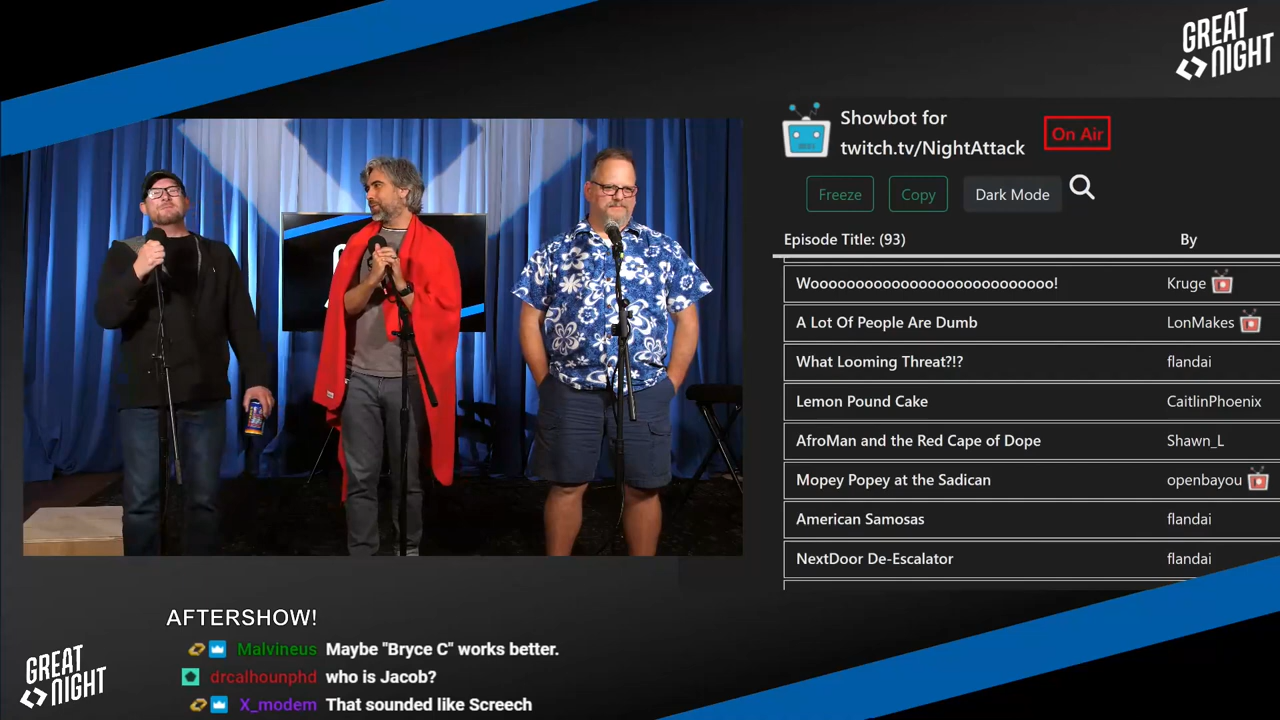 GREAT
NIGHT
Showbot for
twitch.tv/NightAttack
On Air
Freeze
Copy
Dark Mode
Episode Title: (93)
By
Woooooooooooooooooooooooooo!
Kruge
A Lot Of People Are Dumb
LonMakes
What Looming Threat?!?
flandai
Lemon Pound Cake
CaitlinPhoenix
AfroMan and the Red Cape of Dope
Shawn_L
Mopey Popey at the Sadican
openbayou
American Samosas
flandai
NextDoor De-Escalator
flandai
AFTERSHOW!
Malvineus Maybe "Bryce C" works better.
drcalhounphd who is Jacob?
X_modem That sounded like Screech
GREAT
NIGHT